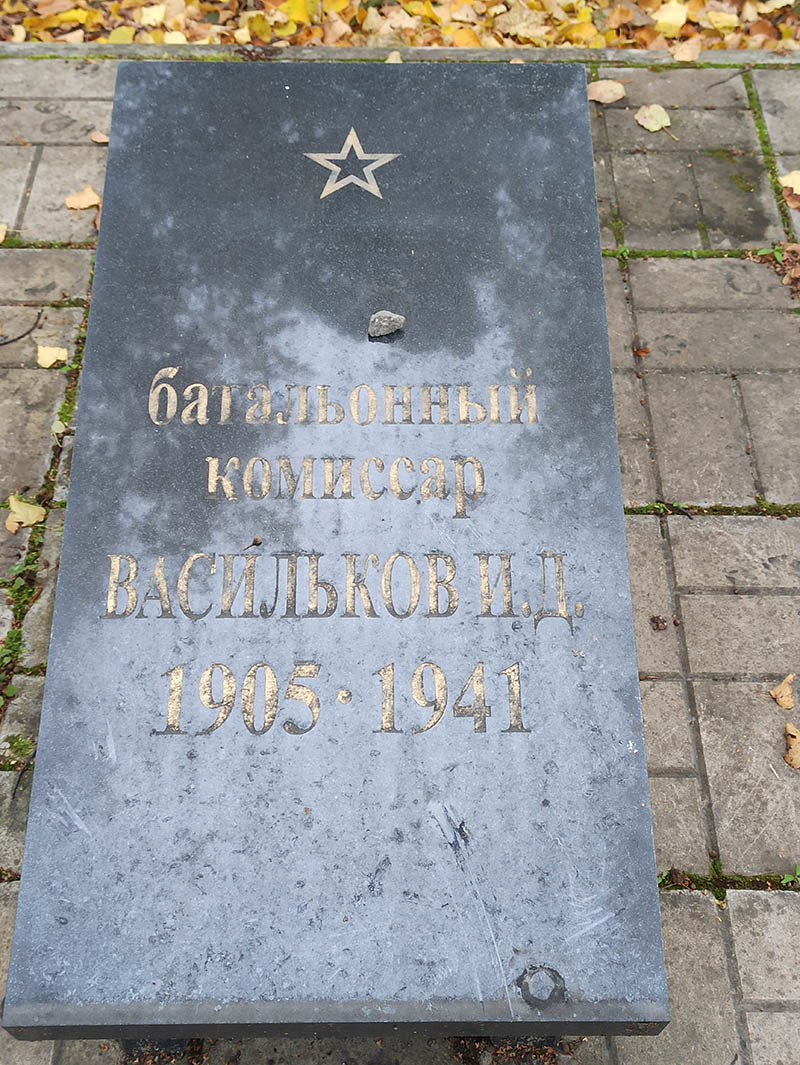 батальонный
комиссар
ВАСИЛЬКОВ И.Д.
1905·1941